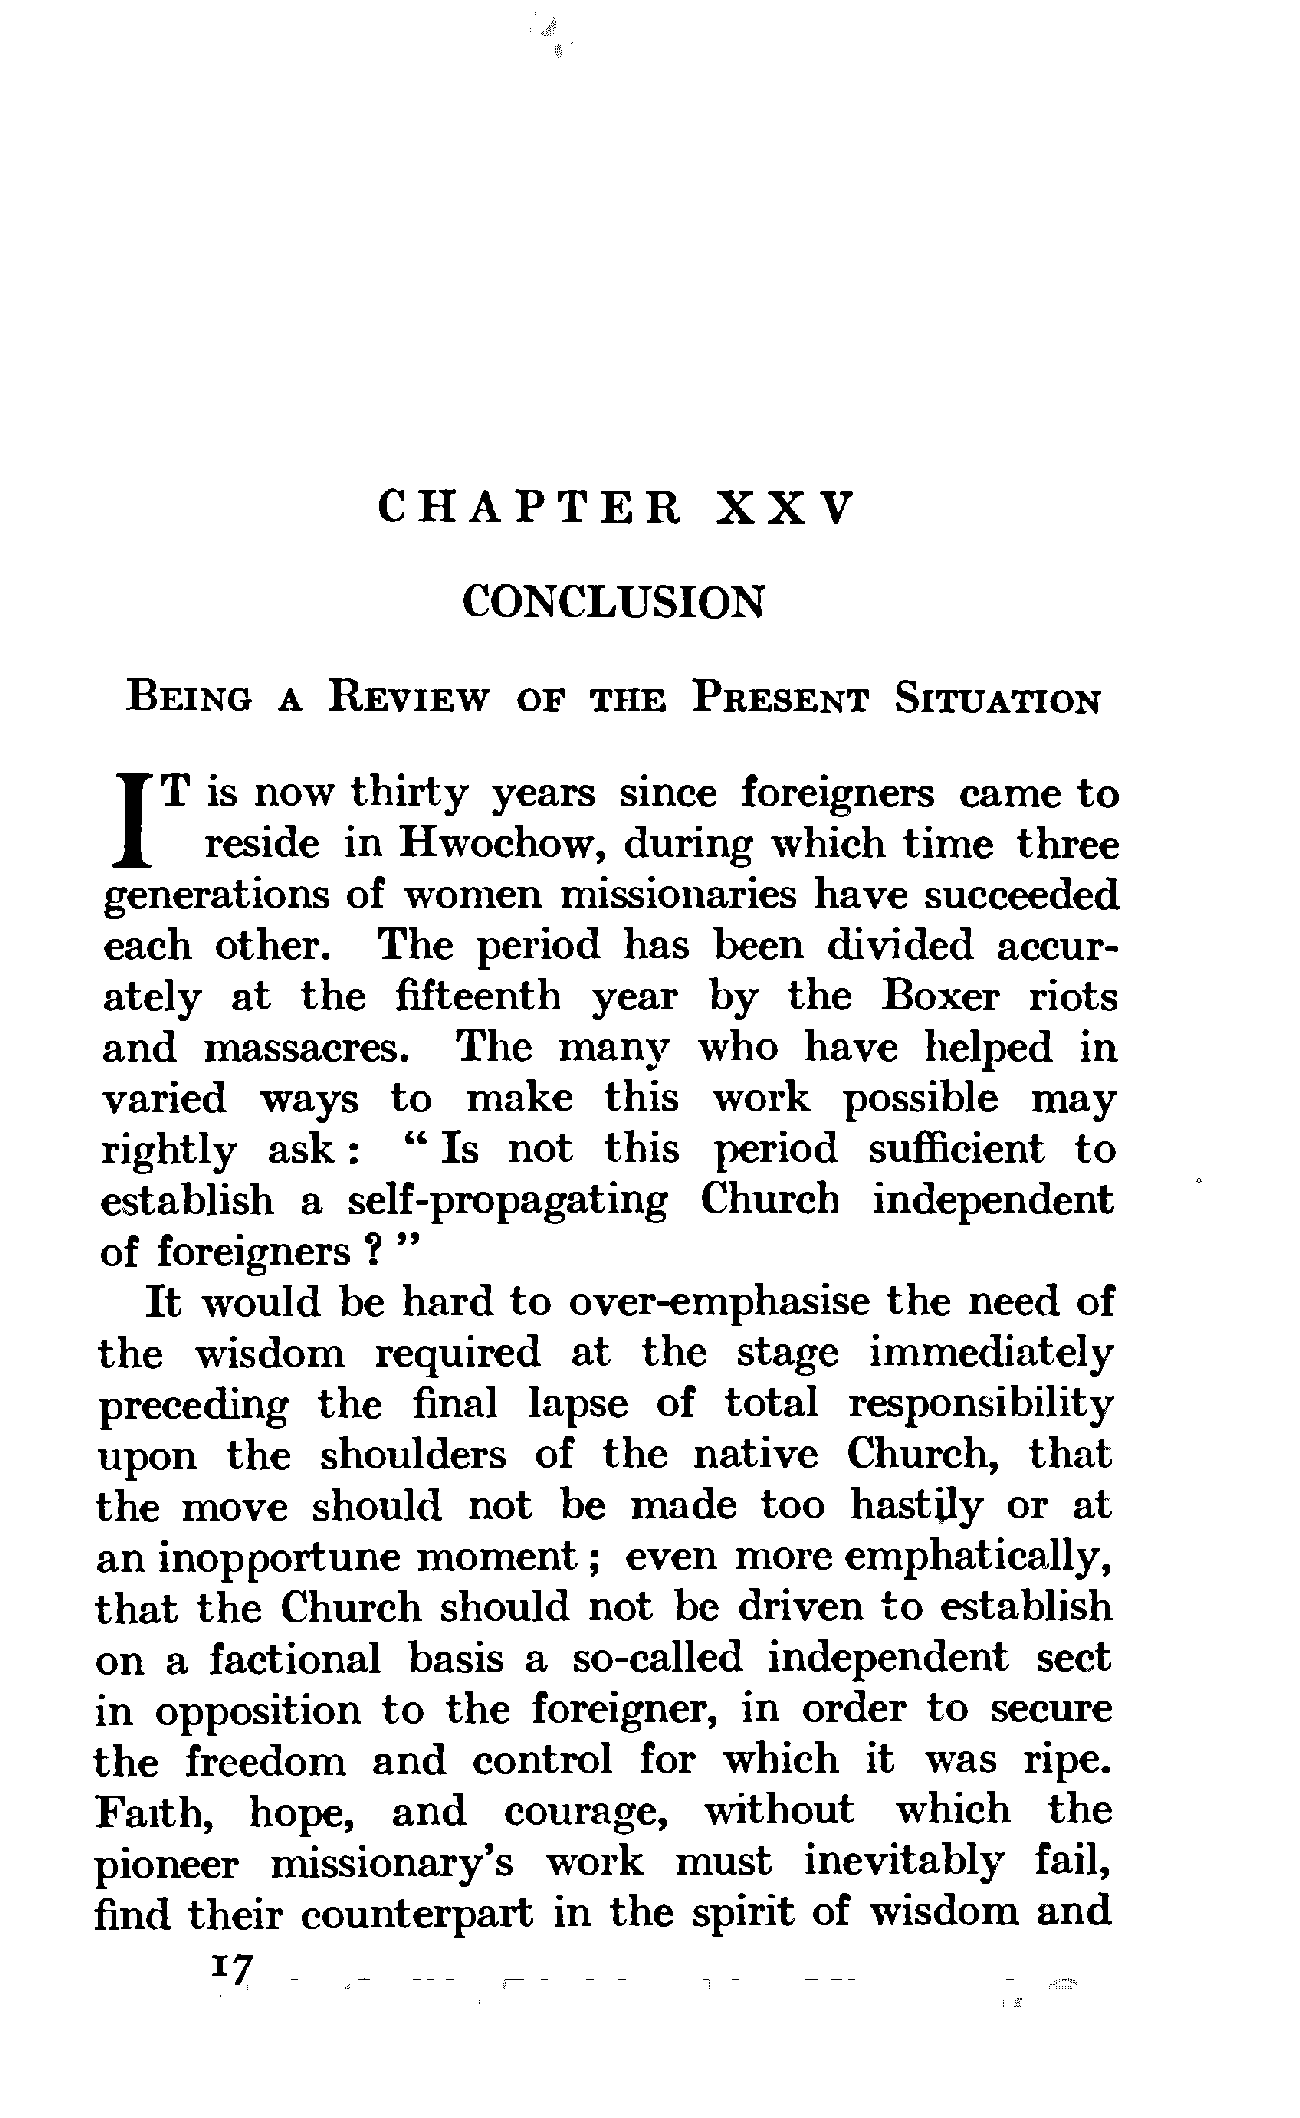 CHAPTER XXV
CONCLUSION
BEING A REVIEW OF THE PRESENT SITUATION
IT is now thirty years since foreigners came to
reside in Hwochow, during which time three
generations of women missionaries have succeeded
each other. The period has been divided accur-
ately at the fifteenth year by the Boxer riots
and massacres. The many who have helped in
varied ways to make this work possible may
rightly ask : “ Is not this period sufficient to
establish a self-propagating Church independent
of foreigners ? ”
It would be hard to over-emphasise the need of
the wisdom required at the stage immediately
preceding the final lapse of total responsibility
upon the shoulders of the native Church, that
the move should not be made too hastily or at
an inopportune moment ; even more emphatically,
that the Church should not be driven to establish
on a factional basis a so-called independent sect
in opposition to the foreigner, in order to secure
the freedom and control for which it was ripe.
Faith, hope, and courage, without which the
pioneer missionary's work must inevitably fail,
find their counterpart in the spirit of wisdom and
17